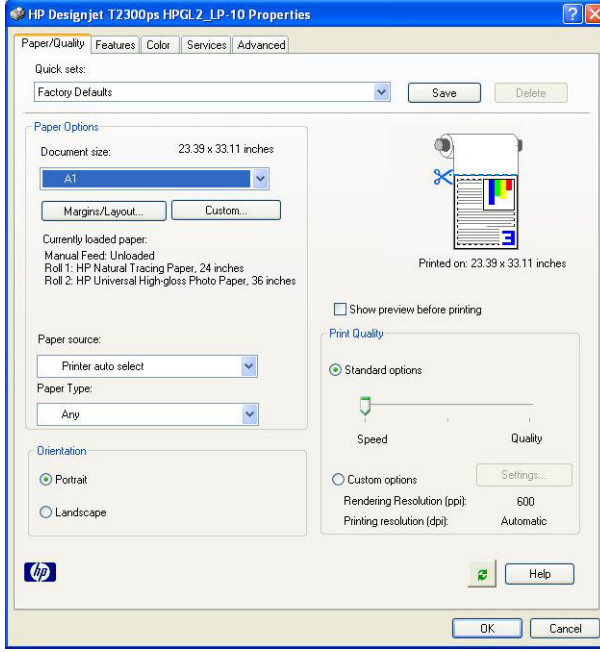 HP Designjet T2300ps HPGL2_LP-10 Properties
Paper/Quality Features Color Services Advanced
Quick sets:
Factory Defaults
Save
Delete
Paper Options
Document size: 23.39 x 33.11 inches
A1
Margins/Layout... Custom...
Currently loaded paper:
Manual Feed: Unloaded
Roll 1: HP Natural Tracing Paper, 24 inches
Roll 2: HP Universal High-gloss Photo Paper, 36 inches
Paper source:
Printer auto select
Paper Type:
Any
Orientation
Portrait
Landscape
3
Printed on: 23.39 x 33.11 inches
Show preview before printing
Print Quality
Standard options
Speed Quality
Custom options Settings...
Rendering Resolution (ppi): 600
Printing resolution (dpi): Automatic
hp
Help
OK Cancel